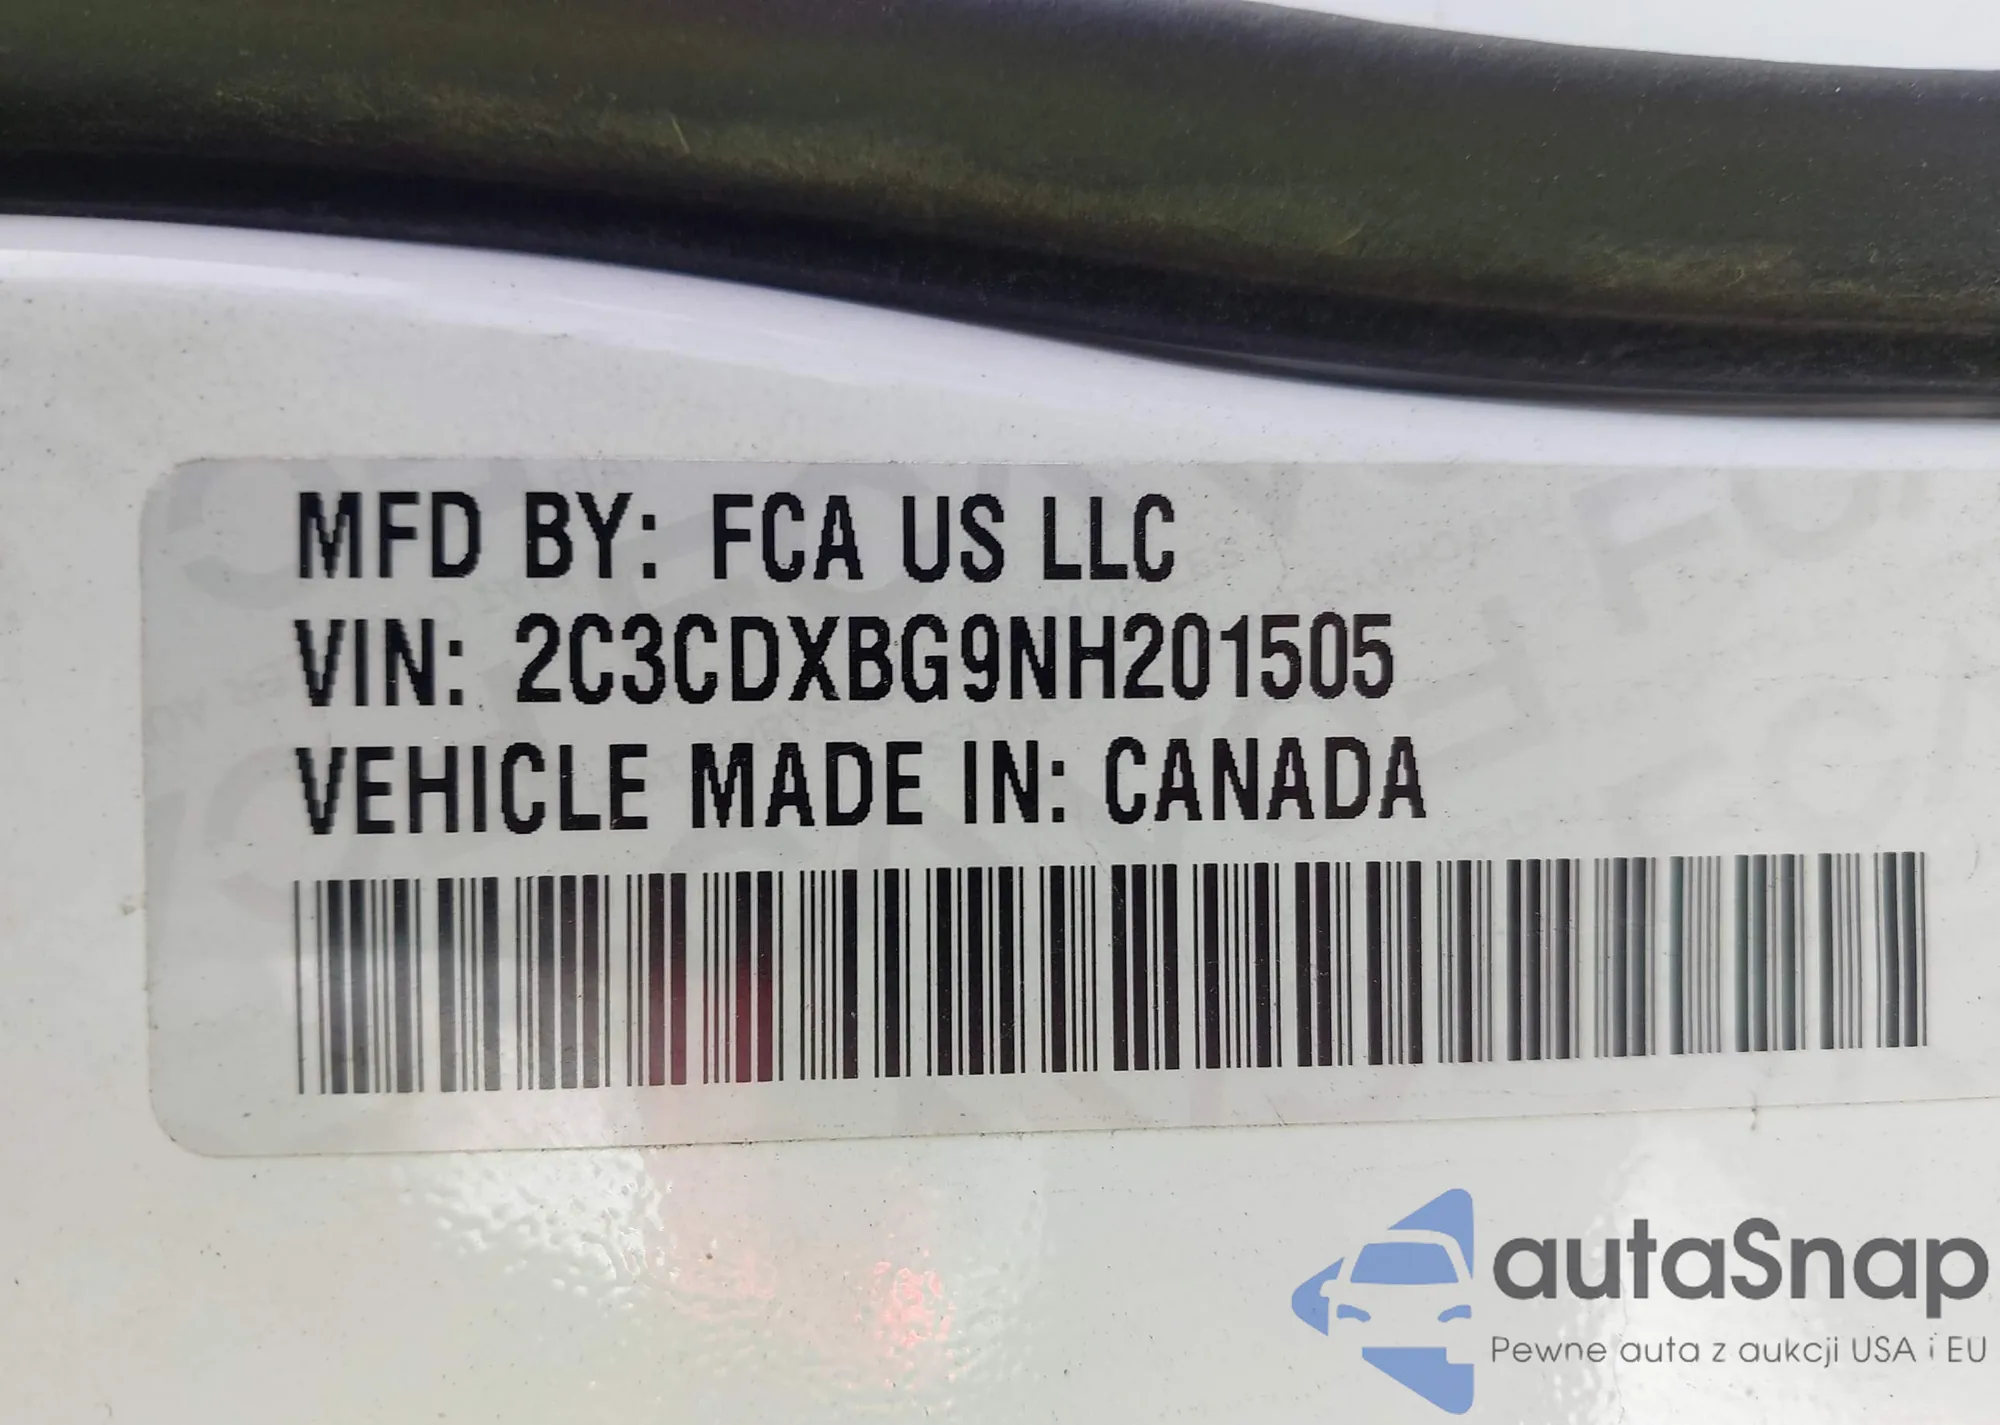 MFD BY: FCA US LLC
VIN: 2C3CDXBG9NH201505
VEHICLE MADE IN: CANADA
autaSnap
Pewne auta z aukcji USA i EU